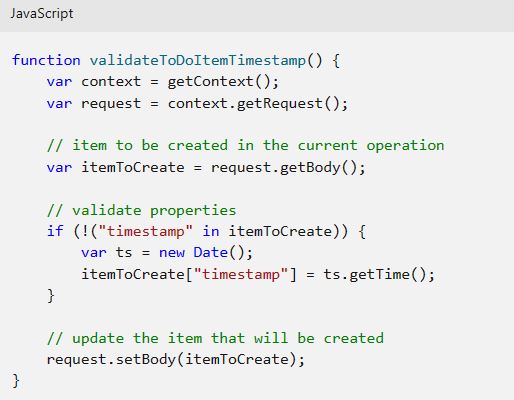 JavaScript
function validateToDoItemTimestamp() {
    var context = getContext();
    var request = context.getRequest();
    // item to be created in the current operation
    var itemToCreate = request.getBody();
    // validate properties
    if (!("timestamp" in itemToCreate)) {
        var ts = new Date();
        itemToCreate["timestamp"] = ts.getTime();
    }
    // update the item that will be created
    request.setBody(itemToCreate);
}